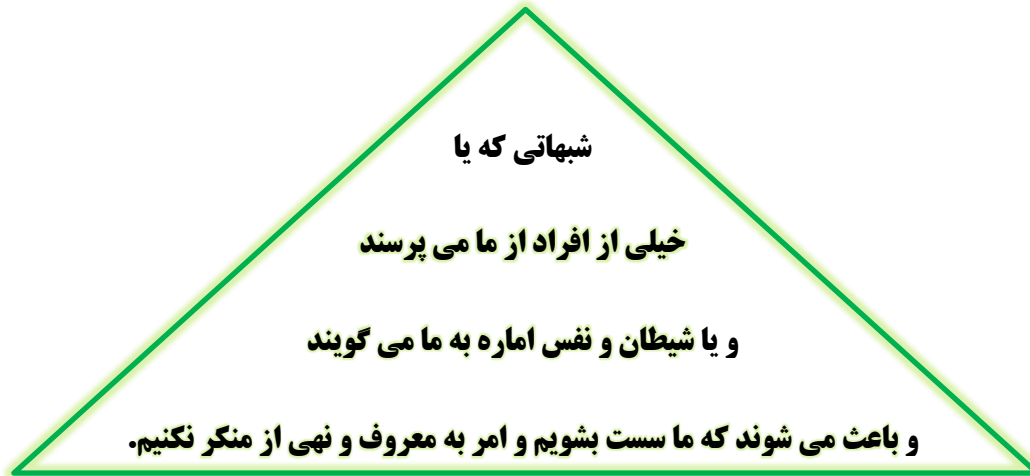 شبهاتی که یا
خیلی از افراد از ما می پرسند
و یا شیطان و نفس اماره به ما می گویند
و باعث می شوند که ما سست بشویم و امر به معروف و نهی از منکر نکنیم.